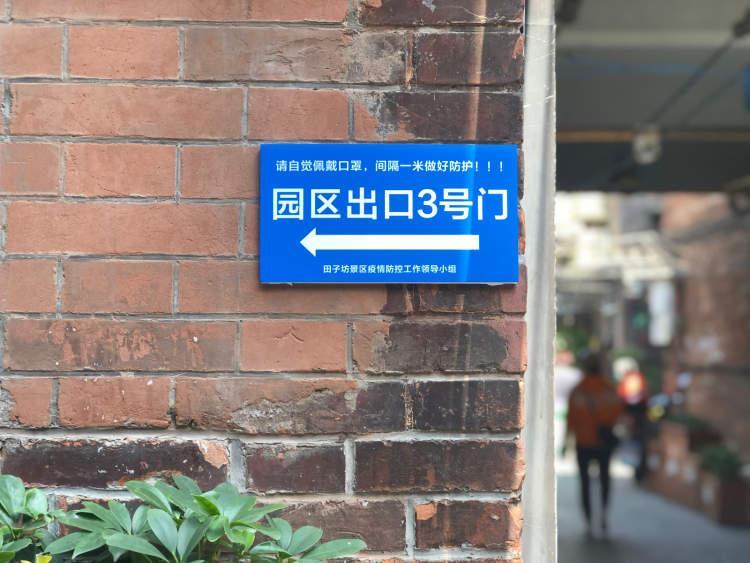 请自觉佩戴口罩，间隔一米做好防护！！！
园区出口3号门
田子坊景区疫情防控工作领导小组